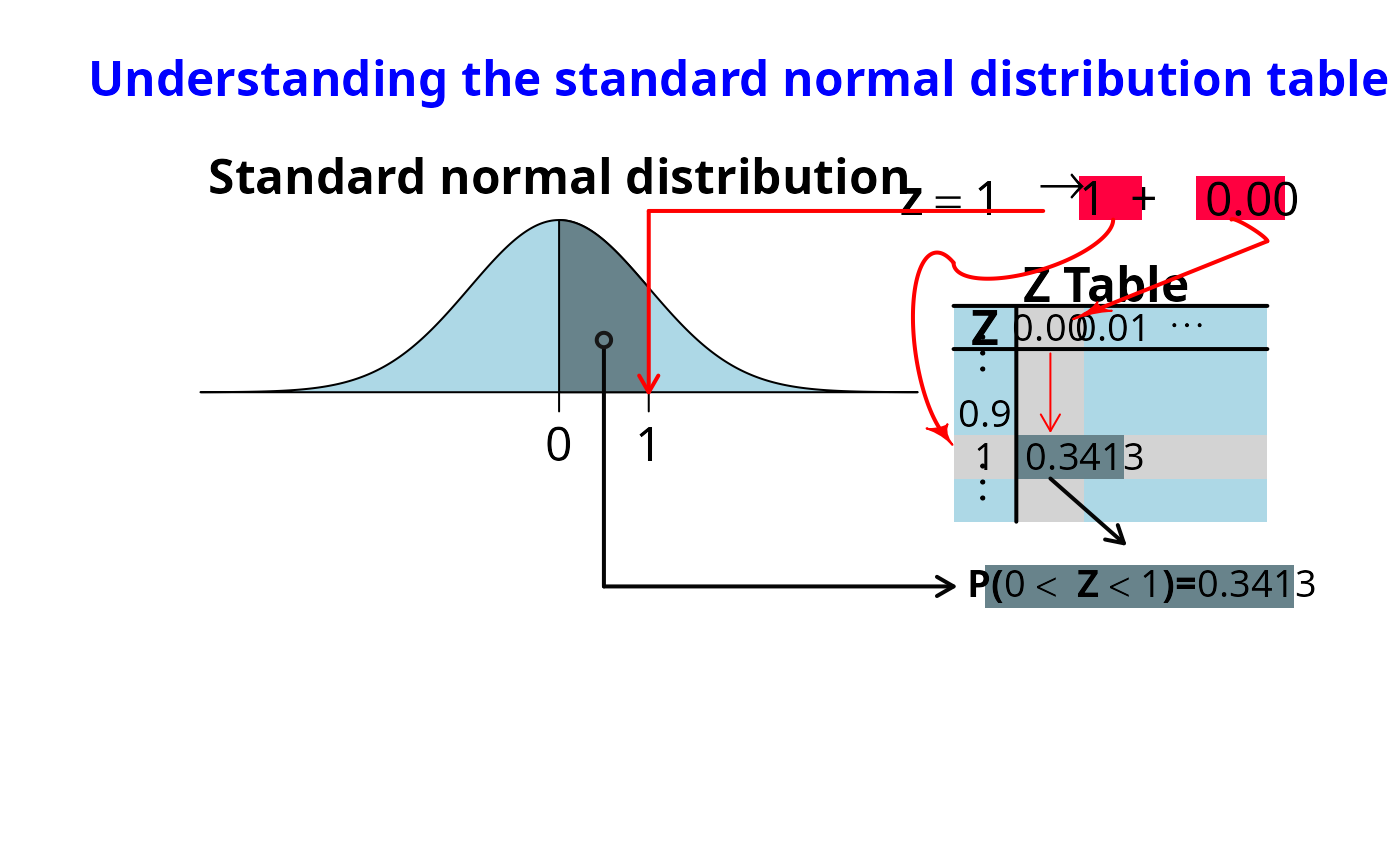 Understanding the standard normal distribution table
Standard normal distribution
Z = 1 → 1 + 0.00
Z Table
Z 0.00 0.01 ⋯
⋮
0.9
1 0.3413
⋮
0 1
P(0 < Z < 1)=0.3413